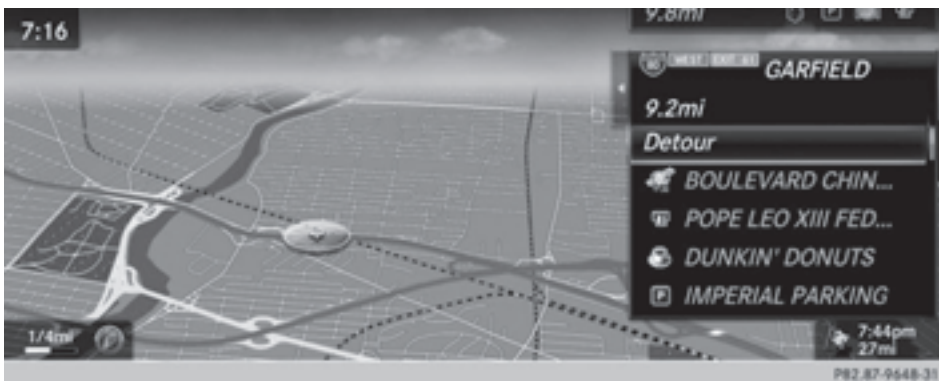 7:16
9.8mi
80 WEST EXIT 61 GARFIELD
9.2mi
Detour
BOULEVARD CHIN...
POPE LEO XIII FED...
DUNKIN' DONUTS
P IMPERIAL PARKING
1/4mi
7:44pm
27mi
P82.87-9648-31